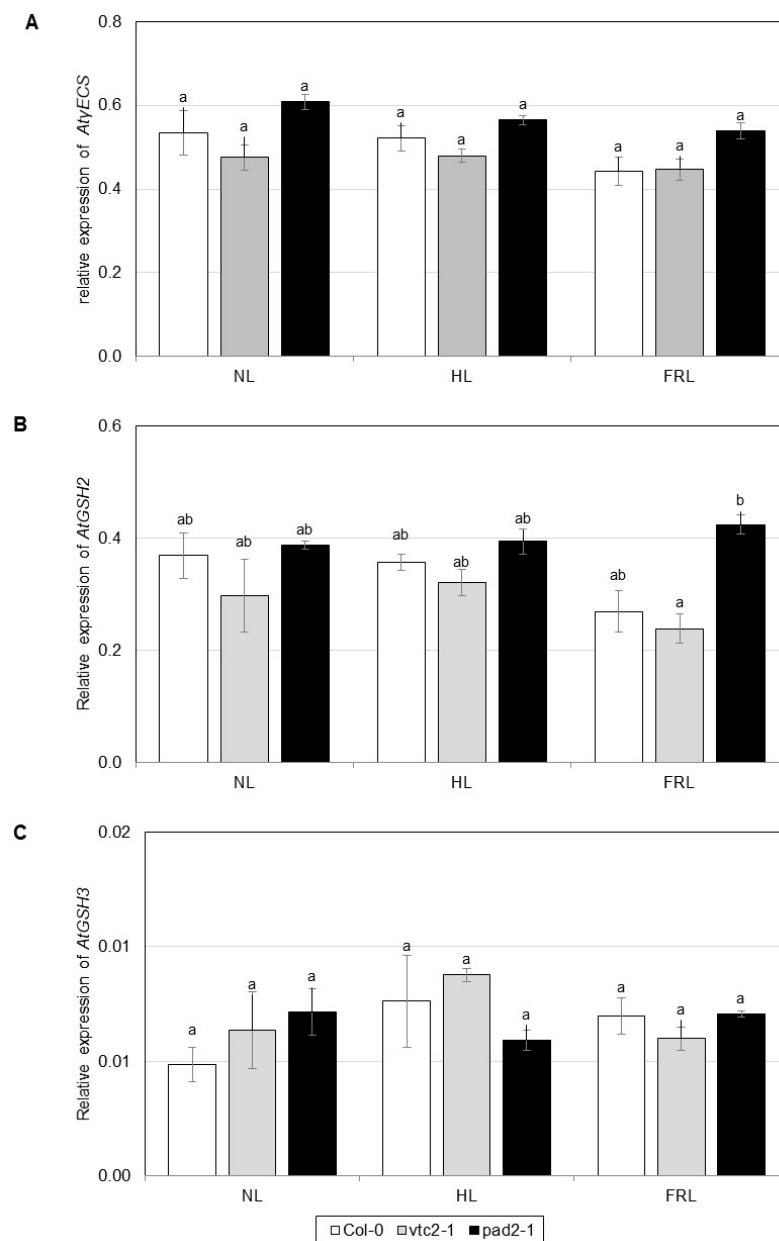 A
relative expression of AtyECS
0.8
0.6
0.4
0.2
0.0
a a a a a a a a a
NL HL FRL
B
Relative expression of AtGSH2
0.6
0.4
0.2
0.0
ab ab ab ab ab ab ab a b
NL HL FRL
C
Relative expression of AtGSH3
0.02
0.01
0.01
0.00
a a a a a a a a a
NL HL FRL
Col-0 vtc2-1 pad2-1